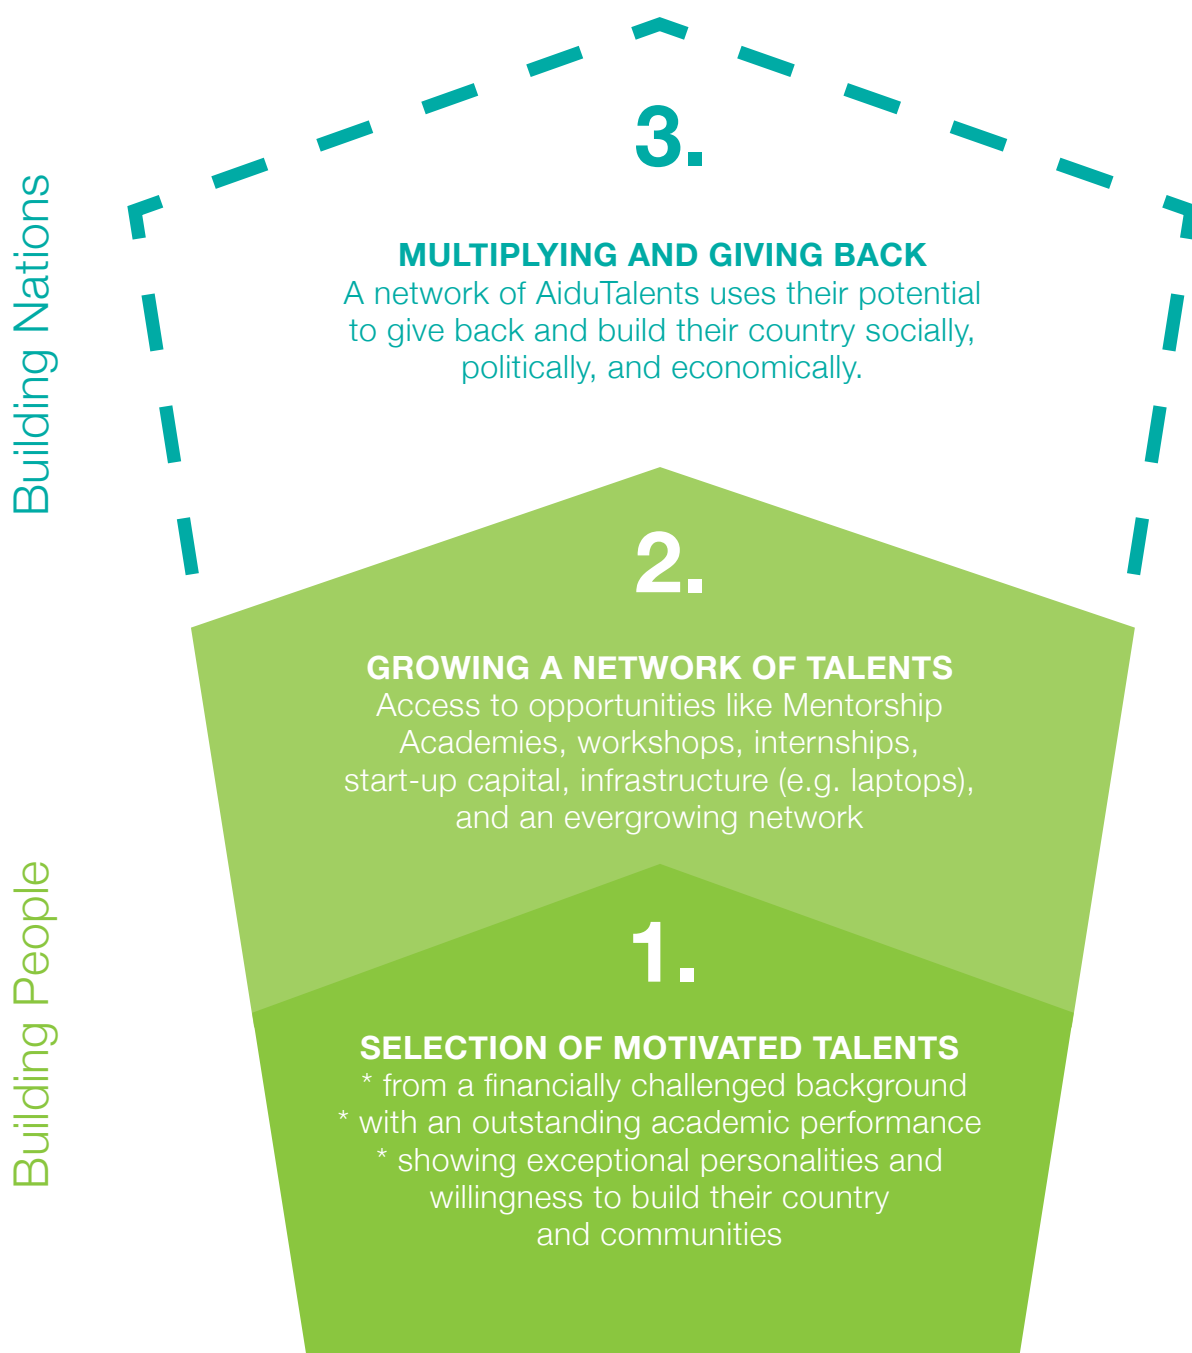 Building Nations
3.
MULTIPLYING AND GIVING BACK
A network of AiduTalents uses their potential
to give back and build their country socially,
politically, and economically.
2.
GROWING A NETWORK OF TALENTS
Access to opportunities like Mentorship
Academies, workshops, internships,
start-up capital, infrastructure (e.g. laptops),
and an evergrowing network
Building People
1.
SELECTION OF MOTIVATED TALENTS
* from a financially challenged background
* with an outstanding academic performance
* showing exceptional personalities and
willingness to build their country
and communities